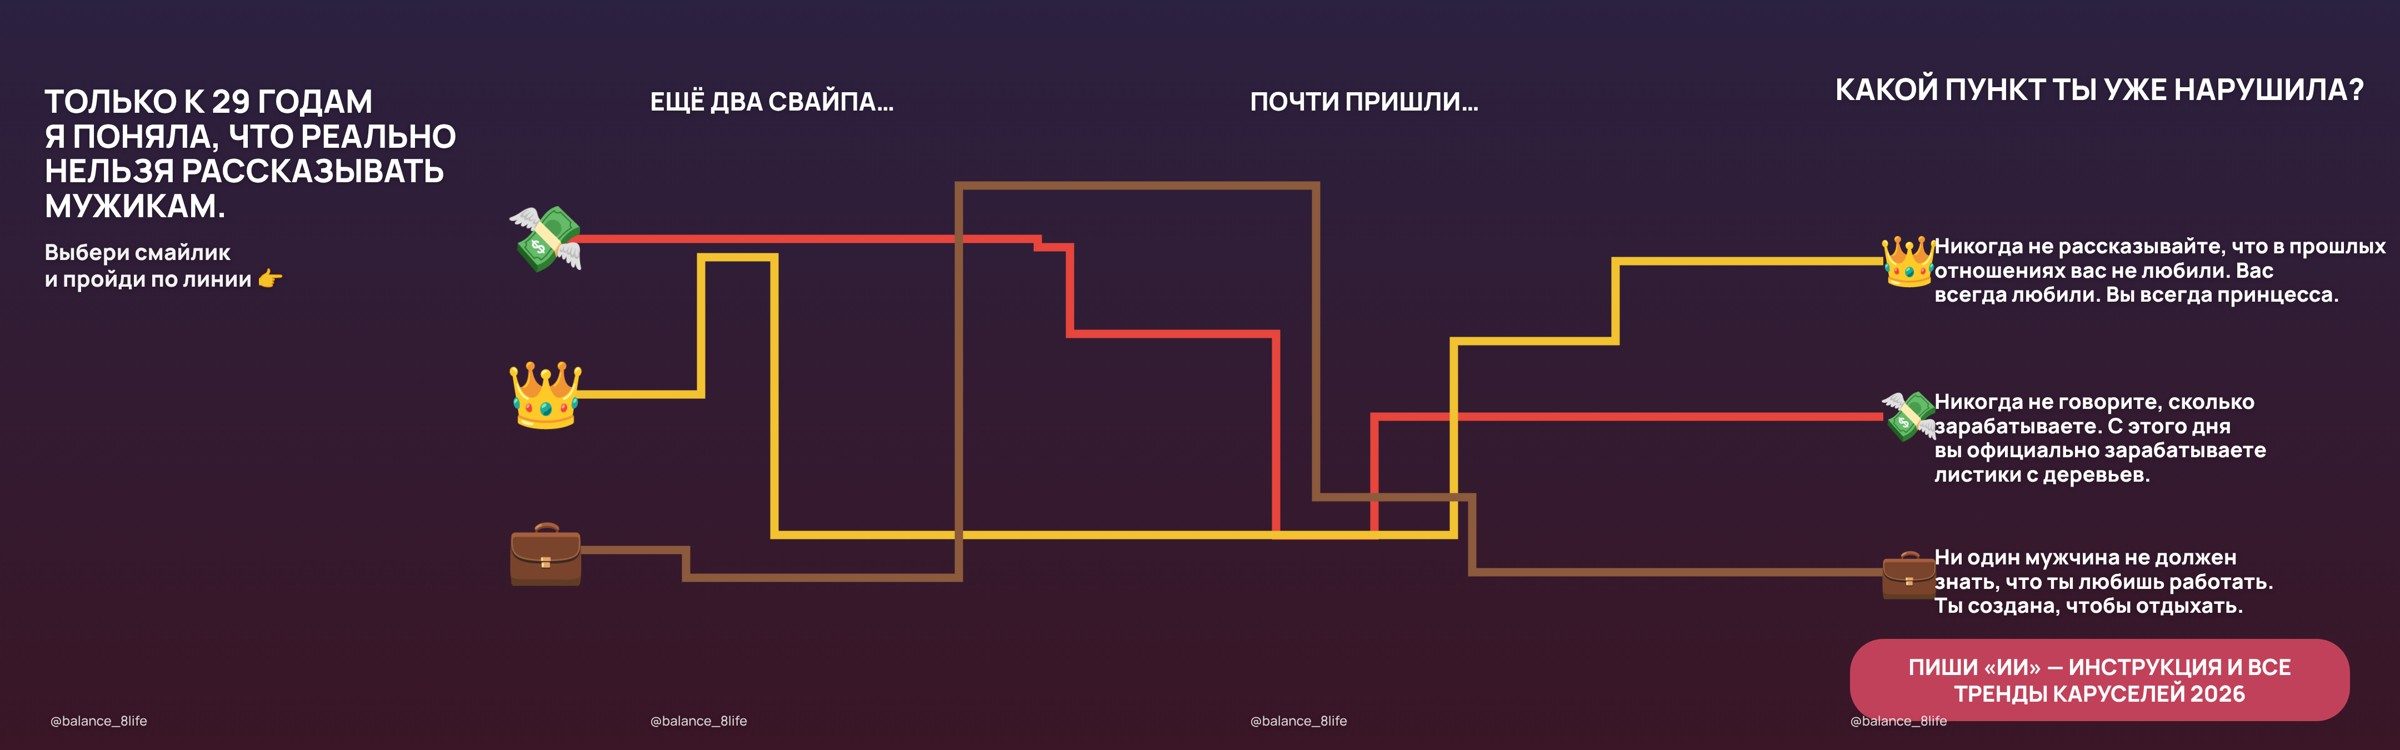 ТОЛЬКО К 29 ГОДАМ
Я ПОНЯЛА, ЧТО РЕАЛЬНО
НЕЛЬЗЯ РАССКАЗЫВАТЬ
МУЖИКАМ.
Выбери смайлик
и пройди по линии 👉
@balance_8life
ЕЩЁ ДВА СВАЙПА...
@balance_8life
ПОЧТИ ПРИШЛИ...
@balance_8life
КАКОЙ ПУНКТ ТЫ УЖЕ НАРУШИЛА?
Никогда не рассказывайте, что в прошлых
отношениях вас не любили. Вас
всегда любили. Вы всегда принцесса.
Никогда не говорите, сколько
зарабатываете. С этого дня
вы официально зарабатываете
листики с деревьев.
Ни один мужчина не должен
знать, что ты любишь работать.
Ты создана, чтобы отдыхать.
ПИШИ «ИИ» — ИНСТРУКЦИЯ И ВСЕ
ТРЕНДЫ КАРУСЕЛЕЙ 2026
@balance_8life